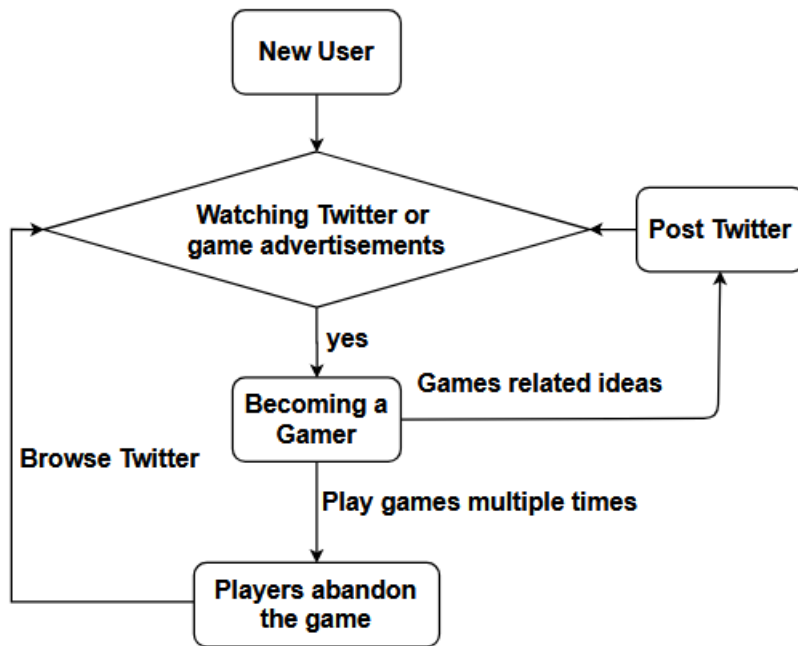 New User
Watching Twitter or
game advertisements
Post Twitter
yes
Games related ideas
Becoming a
Gamer
Browse Twitter
Play games multiple times
Players abandon
the game